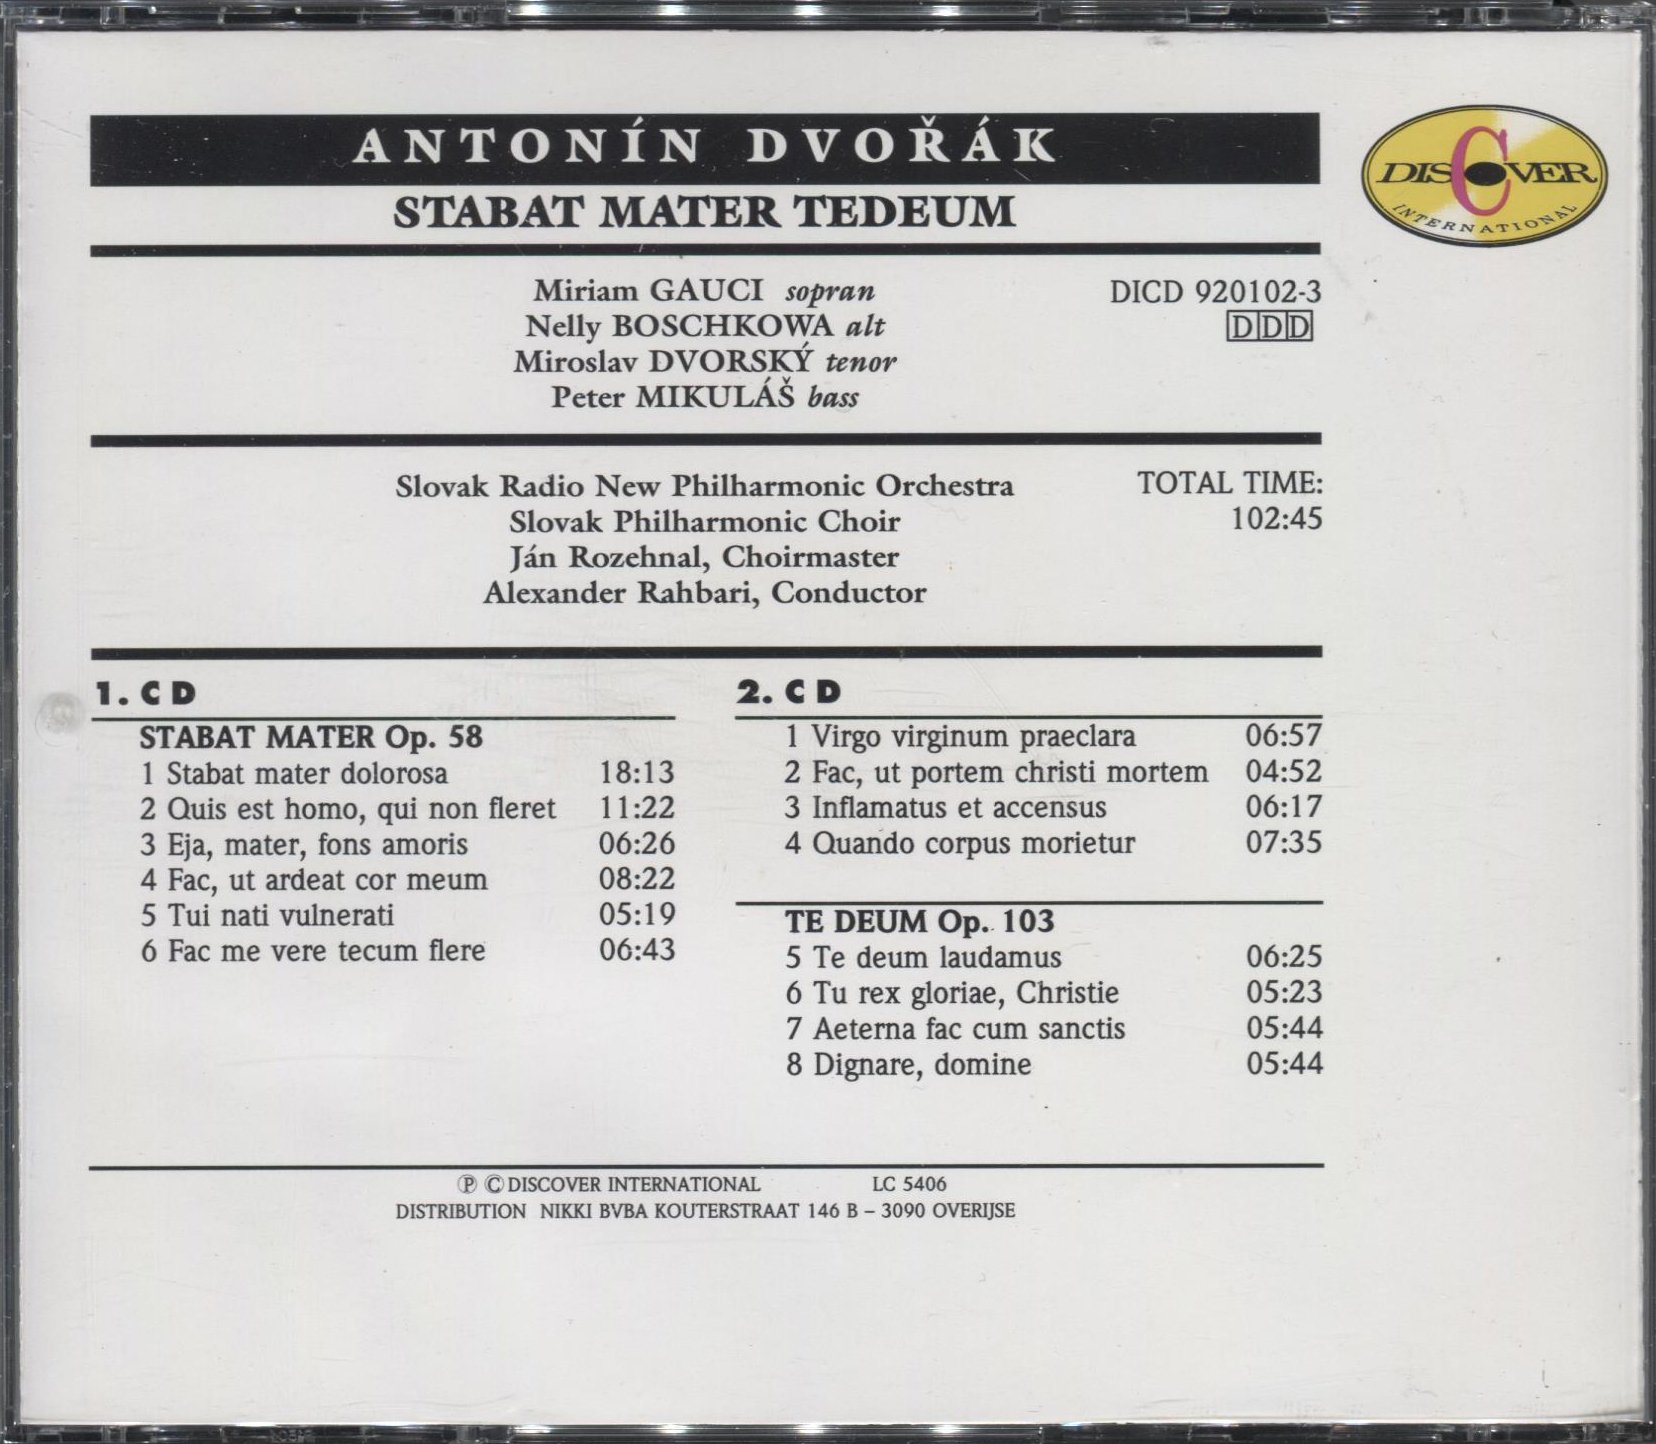 ANTONÍN DVOŘÁK
STABAT MATER TEDEUM
DISCOVER
INTERNATIONAL
Miriam GAUCI sopran
Nelly BOSCHKOWA alt
Miroslav DVORSKÝ tenor
Peter MIKULÁŠ bass
DICD 920102-3
DDD
Slovak Radio New Philharmonic Orchestra
Slovak Philharmonic Choir
Ján Rozehnal, Choirmaster
Alexander Rahbari, Conductor
TOTAL TIME:
102:45
1. CD
STABAT MATER Op. 58
1 Stabat mater dolorosa 18:13
2 Quis est homo, qui non fleret 11:22
3 Eja, mater, fons amoris 06:26
4 Fac, ut ardeat cor meum 08:22
5 Tui nati vulnerati 05:19
6 Fac me vere tecum flere 06:43
2. CD
1 Virgo virginum praeclara 06:57
2 Fac, ut portem christi mortem 04:52
3 Inflamatus et accensus 06:17
4 Quando corpus morietur 07:35
TE DEUM Op. 103
5 Te deum laudamus 06:25
6 Tu rex gloriae, Christie 05:23
7 Aeterna fac cum sanctis 05:44
8 Dignare, domine 05:44
Ⓟ © DISCOVER INTERNATIONAL LC 5406
DISTRIBUTION NIKKI BVBA KOUTERSTRAAT 146 B – 3090 OVERIJSE